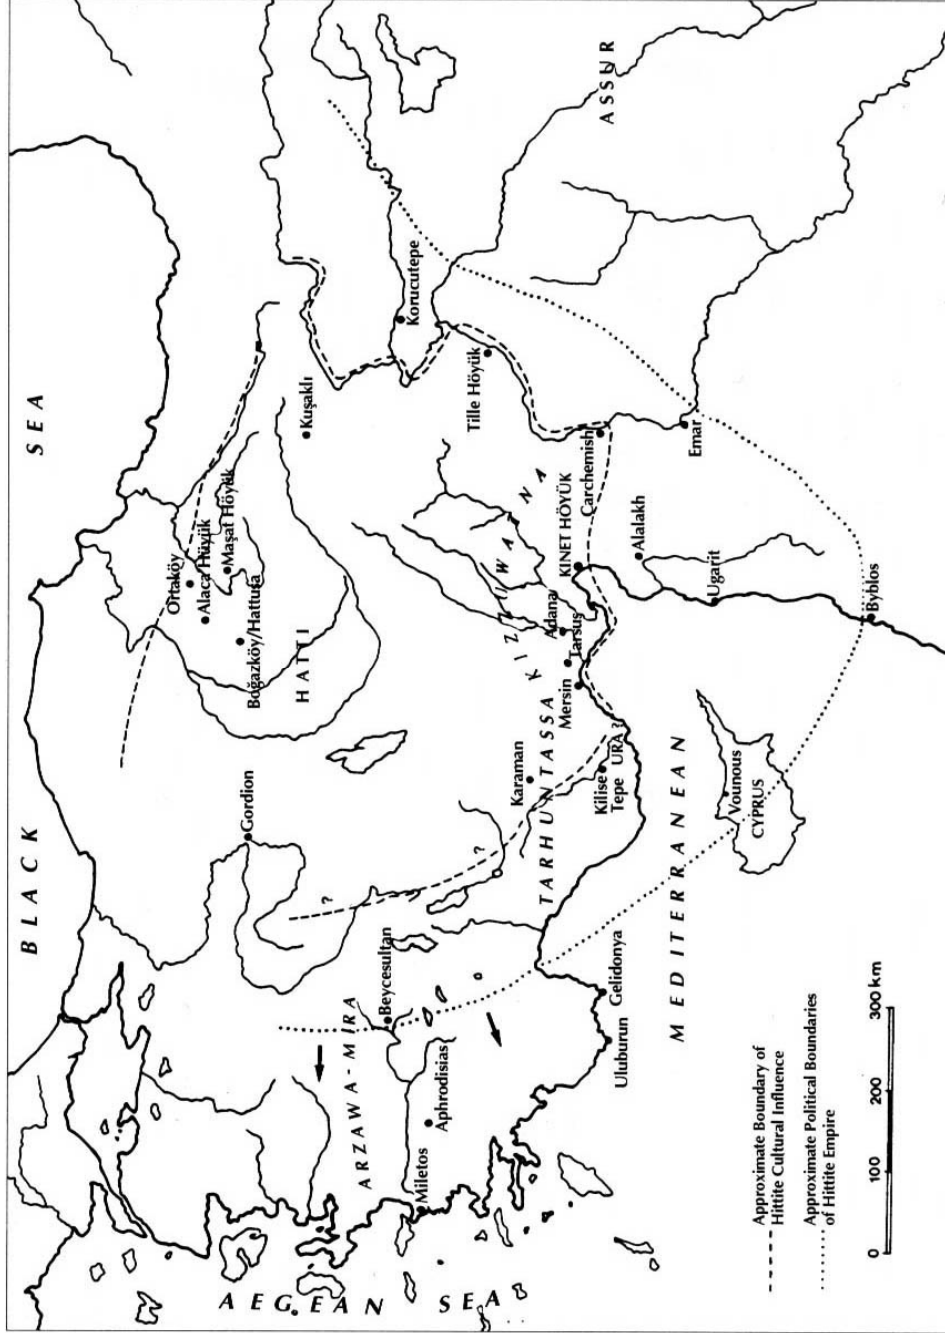 BLACK SEA
AEGEAN SEA
MEDITERRANEAN
ASSUR
HATTI
KIZZUWATNA
TARHUNTASSA
ARZAWA-MIRA
Ortaköy
Alaca Höyük
Maşat Höyük
Boğazköy/Hattuşa
Kuşaklı
Korucutepe
Tille Höyük
Gordion
?
?
Beycesultan
Aphrodisias
Miletos
Karaman
Kilise
Tepe
URA?
Mersin
Tarsus
Adana
KINET HÖYÜK
Carchemish
Emar
Alalakh
Ugarit
Byblos
Vounous
CYPRUS
Gelidonya
Uluburun
Approximate Boundary of
Hittite Cultural Influence
Approximate Political Boundaries
of Hittite Empire
0 100 200 300 km